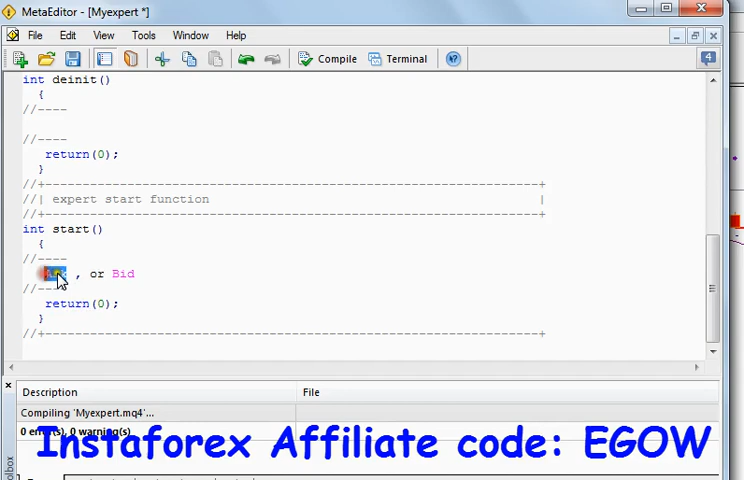 MetaEditor - [Myexpert *]
File Edit View Tools Window Help
Compile Terminal 4
int deinit()
{
//----
//----
return(0);
}
//+------------------------------------------------------------------+
//| expert start function |
//+------------------------------------------------------------------+
int start()
{
//----
, or Bid
//----
return(0);
}
//+------------------------------------------------------------------+
Description File
Compiling 'Myexpert.mq4'...
0 error(s), 0 warning(s)
Instaforex Affiliate code: EGOW